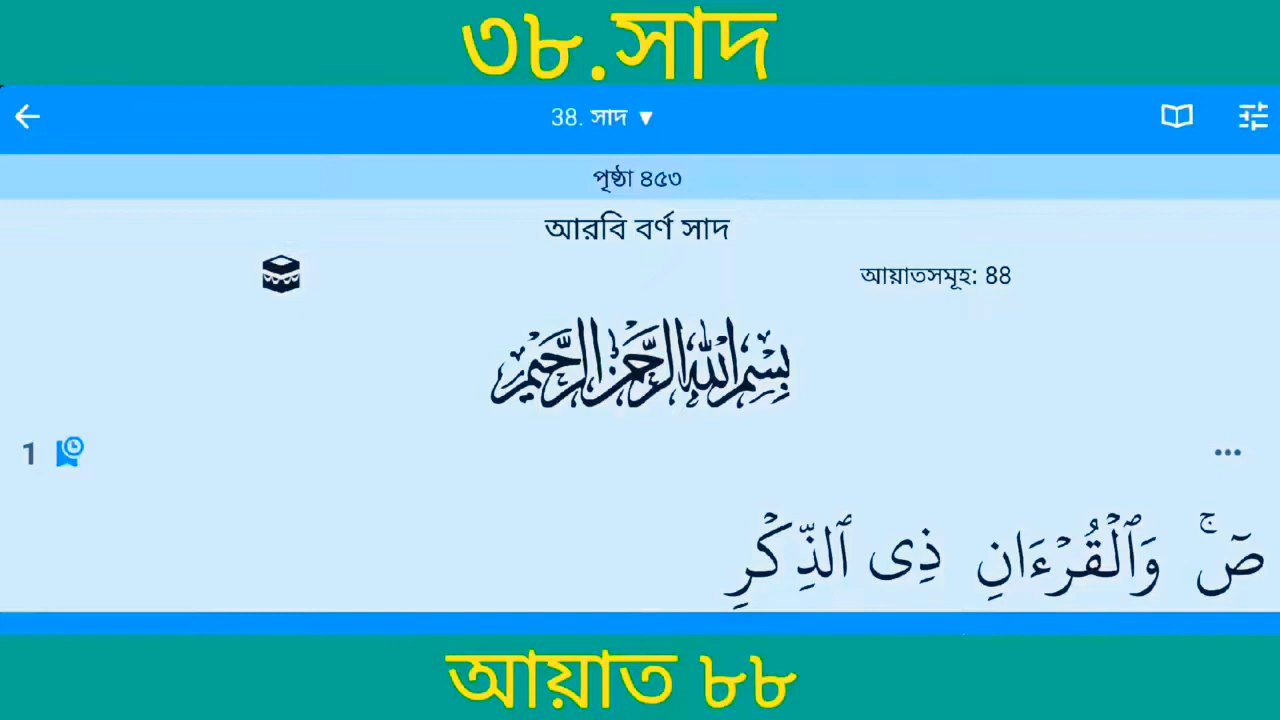 ৩৮.সাদ
38. সাদ ▼
পৃষ্ঠা ৪৫৩
আরবি বর্ণ সাদ
আয়াতসমূহ: 88
بِسْمِ اللَّهِ الرَّحْمَٰنِ الرَّحِيمِ
1
صٓ ۚ وَٱلْقُرْءَانِ ذِى ٱلذِّكْرِ
আয়াত ৮৮